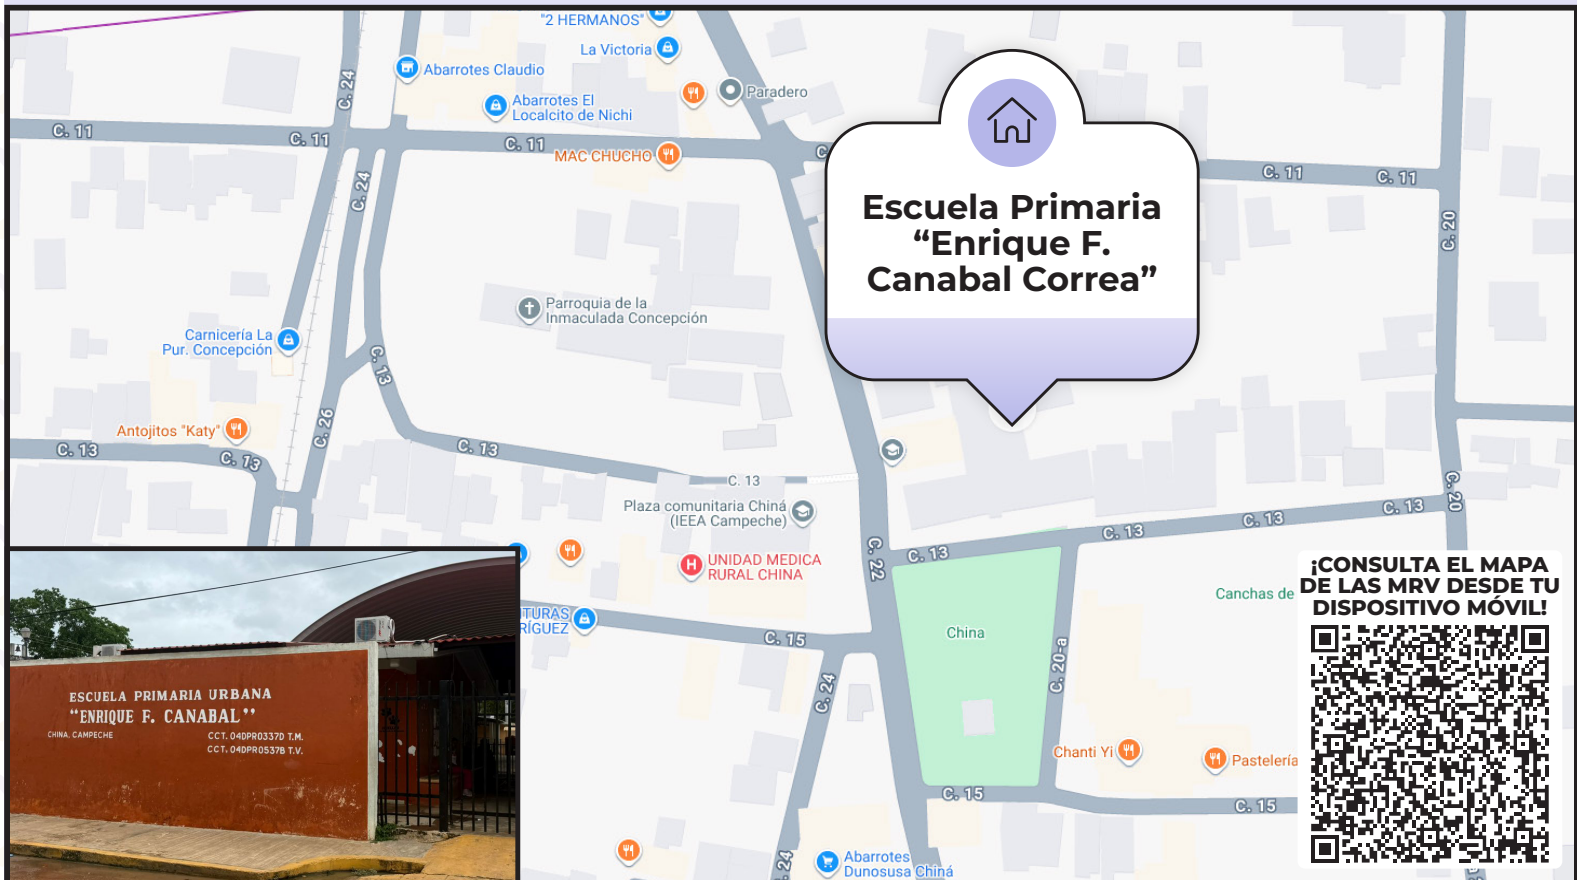 "2 HERMANOS"
La Victoria
Abarrotes Claudio
Abarrotes El
Localcito de Nichi
Paradero
C. 24
C. 11
C. 11
C. 11
MAC CHUCHO
C. 11
C. 11
C. 24
C. 20
Escuela Primaria
“Enrique F.
Canabal Correa”
Parroquia de la
Inmaculada Concepción
Carnicería La
Pur. Concepción
C. 13
Antojitos "Katy"
C. 26
C. 13
C. 13
C. 13
C. 13
C. 20
Plaza comunitaria Chiná
(IEEA Campeche)
C. 13
C. 13
C. 13
C. 13
C. 22
UNIDAD MEDICA
RURAL CHINA
¡CONSULTA EL MAPA
DE LAS MRV DESDE TU
DISPOSITIVO MÓVIL!
Canchas de
TURAS
RÍGUEZ
C. 15
China
C. 20-a
C. 24
Chanti Yi
Pastelería
C. 15
C. 15
C. 24
Abarrotes
Dunosusa Chiná
ESCUELA PRIMARIA URBANA
“ENRIQUE F. CANABAL”
CHINA, CAMPECHE
CCT. 04DPR0337D T.M.
CCT. 04DPR0537B T.V.